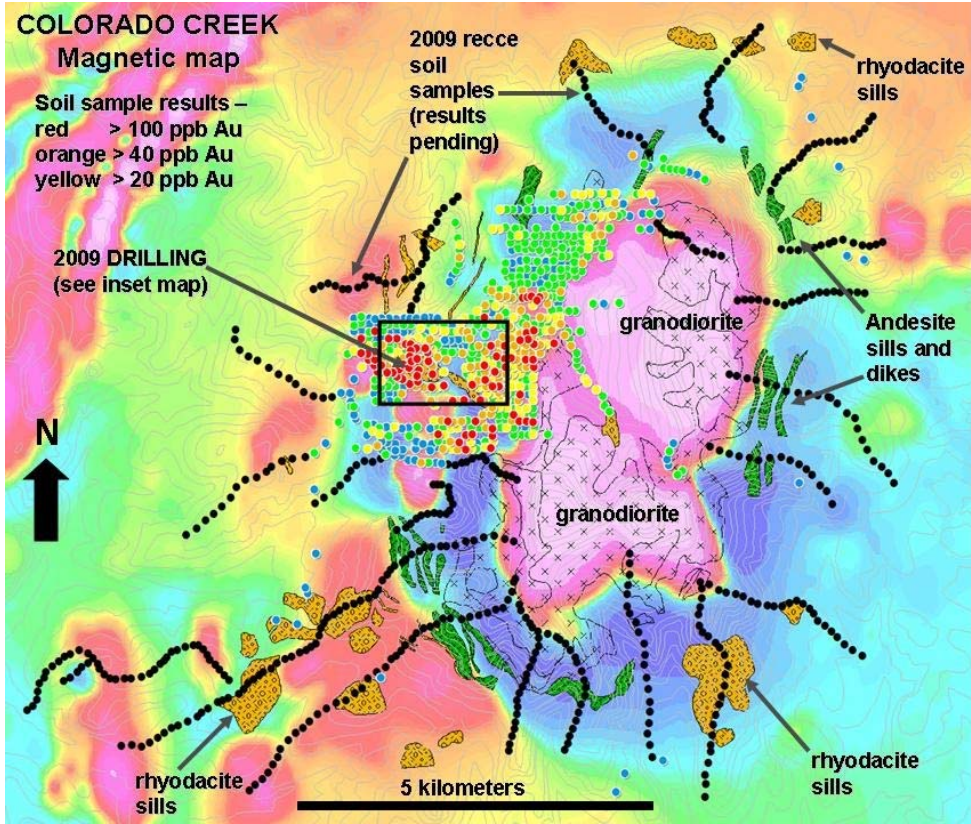 COLORADO CREEK
Magnetic map
Soil sample results –
red > 100 ppb Au
orange > 40 ppb Au
yellow > 20 ppb Au
2009 recce
soil
samples
(results
pending)
rhyodacite
sills
2009 DRILLING
(see inset map)
granodiorite
Andesite
sills and
dikes
N
granodiorite
rhyodacite
sills
5 kilometers
rhyodacite
sills